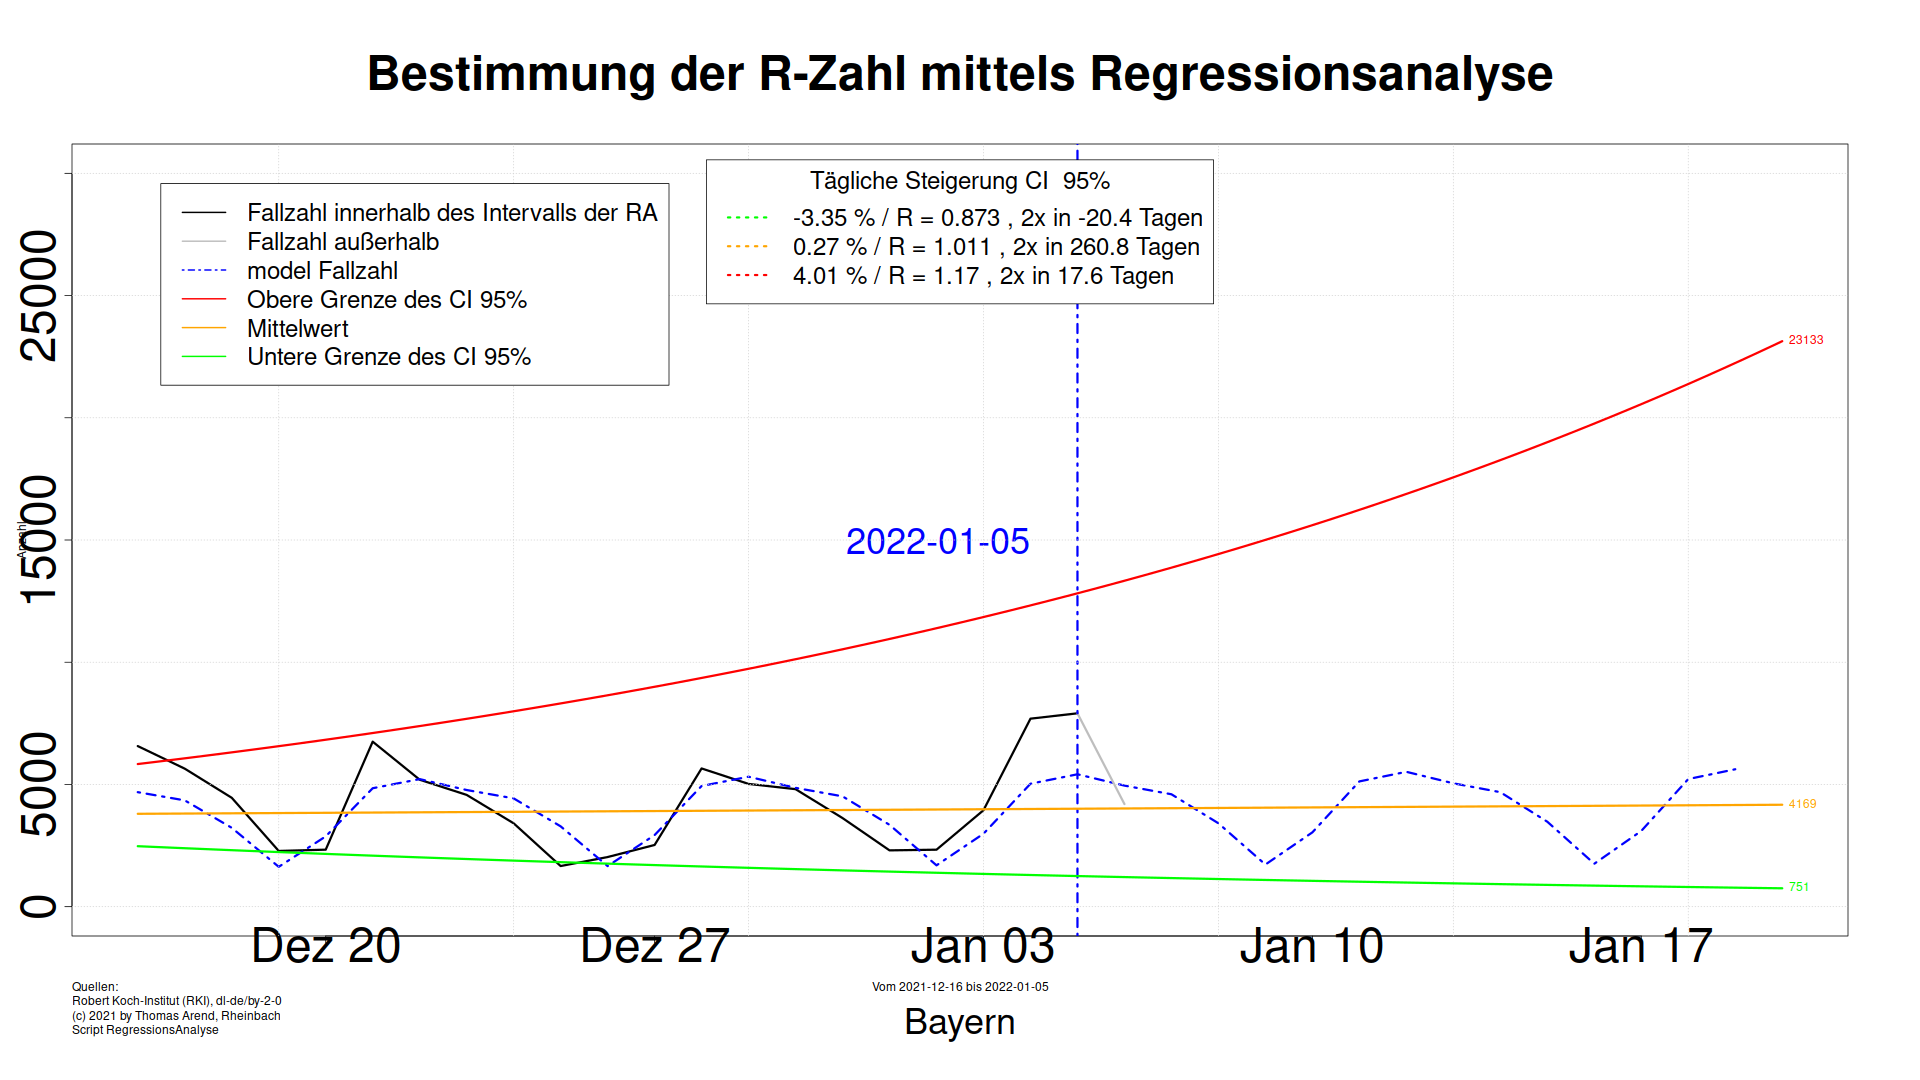 Bestimmung der R-Zahl mittels Regressionsanalyse
Fallzahl innerhalb des Intervalls der RA
Fallzahl außerhalb
model Fallzahl
Obere Grenze des CI 95%
Mittelwert
Untere Grenze des CI 95%
Tägliche Steigerung CI  95%
-3.35 % / R = 0.873 , 2x in -20.4 Tagen
0.27 % / R = 1.011 , 2x in 260.8 Tagen
4.01 % / R = 1.17 , 2x in 17.6 Tagen
25000
15000
5000
0
Anzahl
2022-01-05
23133
4169
751
Dez 20
Dez 27
Jan 03
Jan 10
Jan 17
Quellen:
Robert Koch-Institut (RKI), dl-de/by-2-0
(c) 2021 by Thomas Arend, Rheinbach
Script RegressionsAnalyse
Vom 2021-12-16 bis 2022-01-05
Bayern